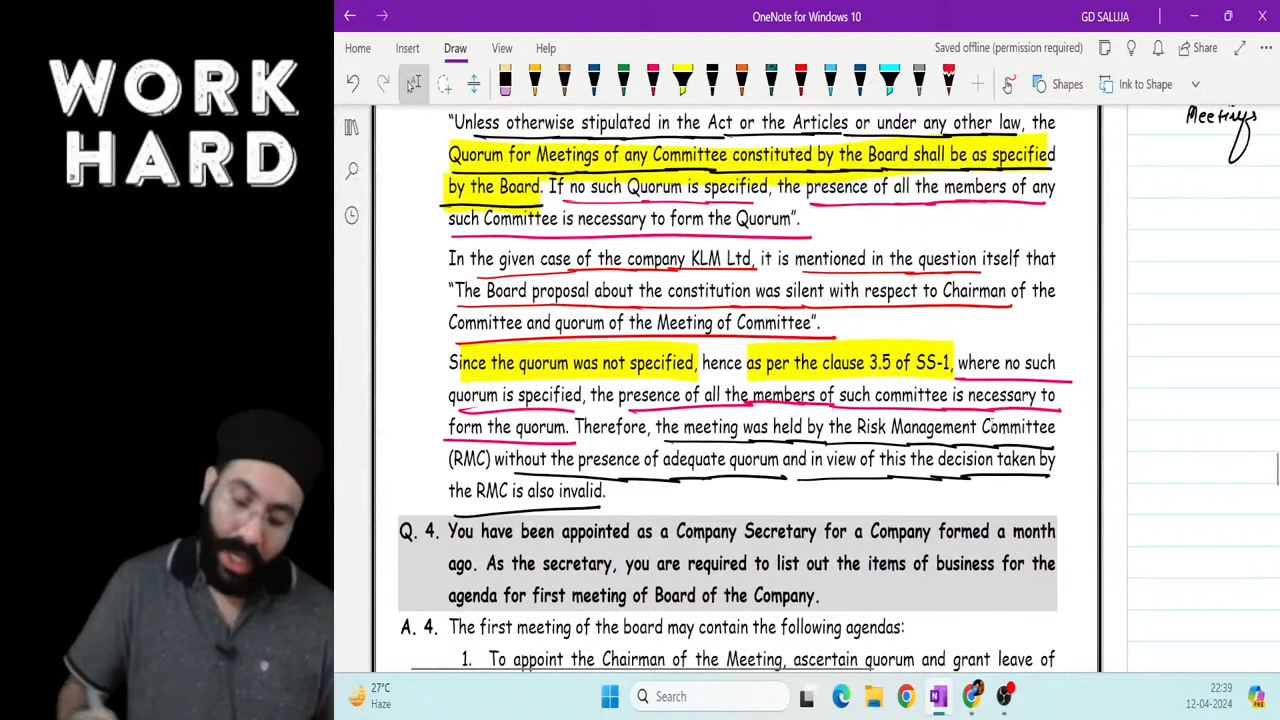 WORK
HARD
OneNote for Windows 10
GD SALUJA
Home
Insert
Draw
View
Help
Saved offline (permission required)
Share
Shapes
Ink to Shape
Meetings
"Unless otherwise stipulated in the Act or the Articles or under any other law, the
Quorum for Meetings of any Committee constituted by the Board shall be as specified
by the Board. If no such Quorum is specified, the presence of all the members of any
such Committee is necessary to form the Quorum".
In the given case of the company KLM Ltd, it is mentioned in the question itself that
"The Board proposal about the constitution was silent with respect to Chairman of the
Committee and quorum of the Meeting of Committee".
Since the quorum was not specified, hence as per the clause 3.5 of SS-1, where no such
quorum is specified, the presence of all the members of such committee is necessary to
form the quorum. Therefore, the meeting was held by the Risk Management Committee
(RMC) without the presence of adequate quorum and in view of this the decision taken by
the RMC is also invalid.
Q. 4. You have been appointed as a Company Secretary for a Company formed a month
ago. As the secretary, you are required to list out the items of business for the
agenda for first meeting of Board of the Company.
A. 4. The first meeting of the board may contain the following agendas:
1. To appoint the Chairman of the Meeting, ascertain quorum and grant leave of
27°C
Haze
Search
22:39
12-04-2024
PRE